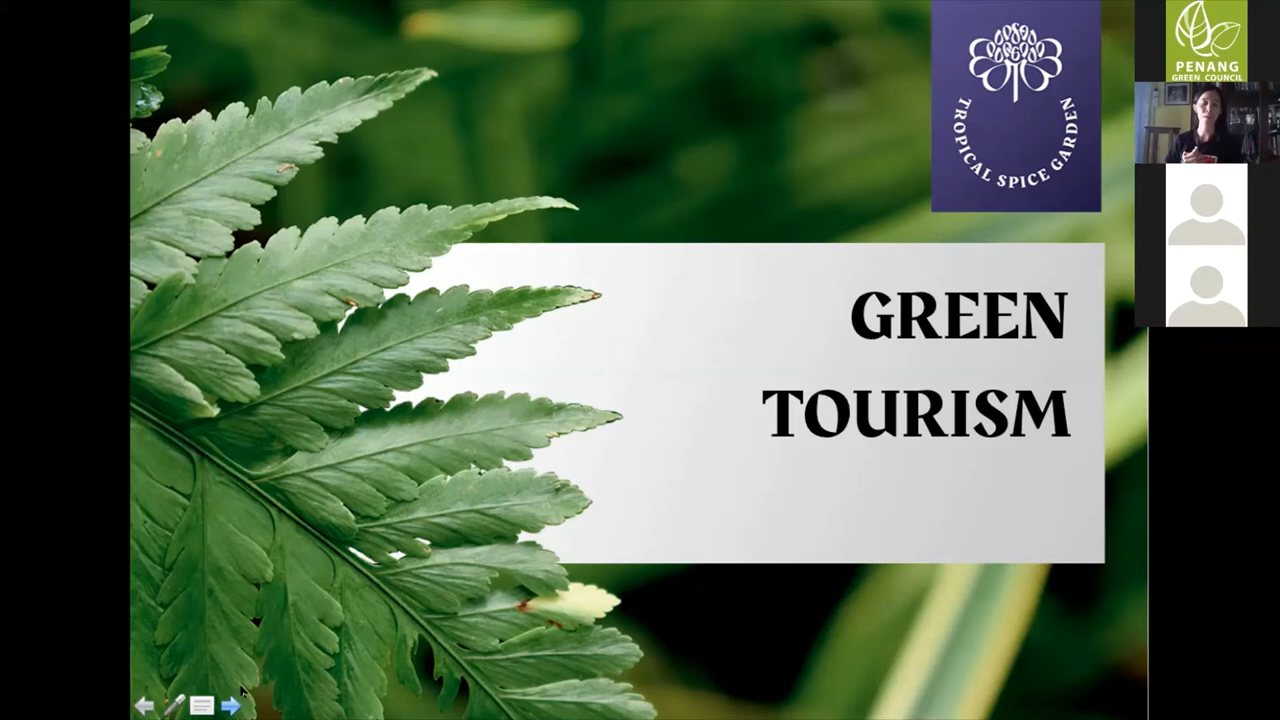 TROPICAL SPICE GARDEN
GREEN
TOURISM
PENANG
GREEN COUNCIL